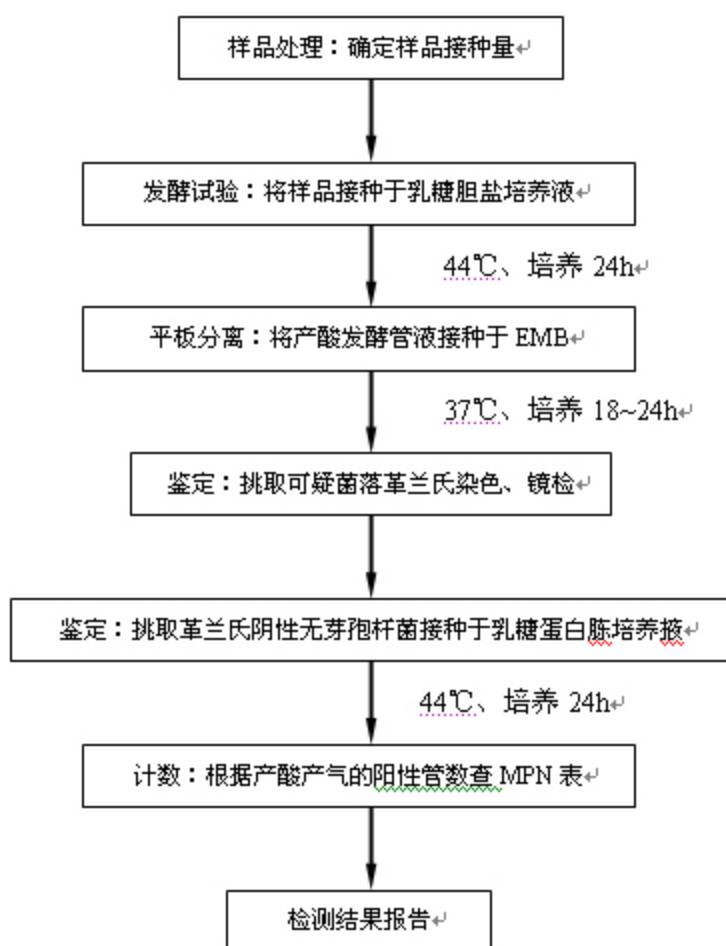 样品处理：确定样品接种量
发酵试验：将样品接种于乳糖胆盐培养液
44℃、培养 24h
平板分离：将产酸发酵管液接种于 EMB
37℃、培养 18~24h
鉴定：挑取可疑菌落革兰氏染色、镜检
鉴定：挑取革兰氏阴性无芽孢杆菌接种于乳糖蛋白胨培养掖
44℃、培养 24h
计数：根据产酸产气的阳性管数查 MPN 表
检测结果报告